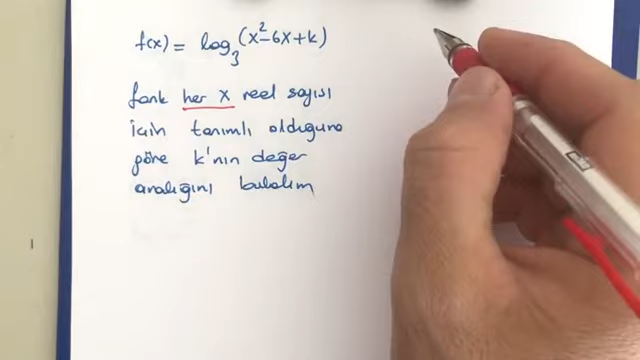 f(x) = log₃(x²-6x+k)
fonk her x reel sayısı
için tanımlı olduğuna
göre k'nın değer
aralığını bulalım